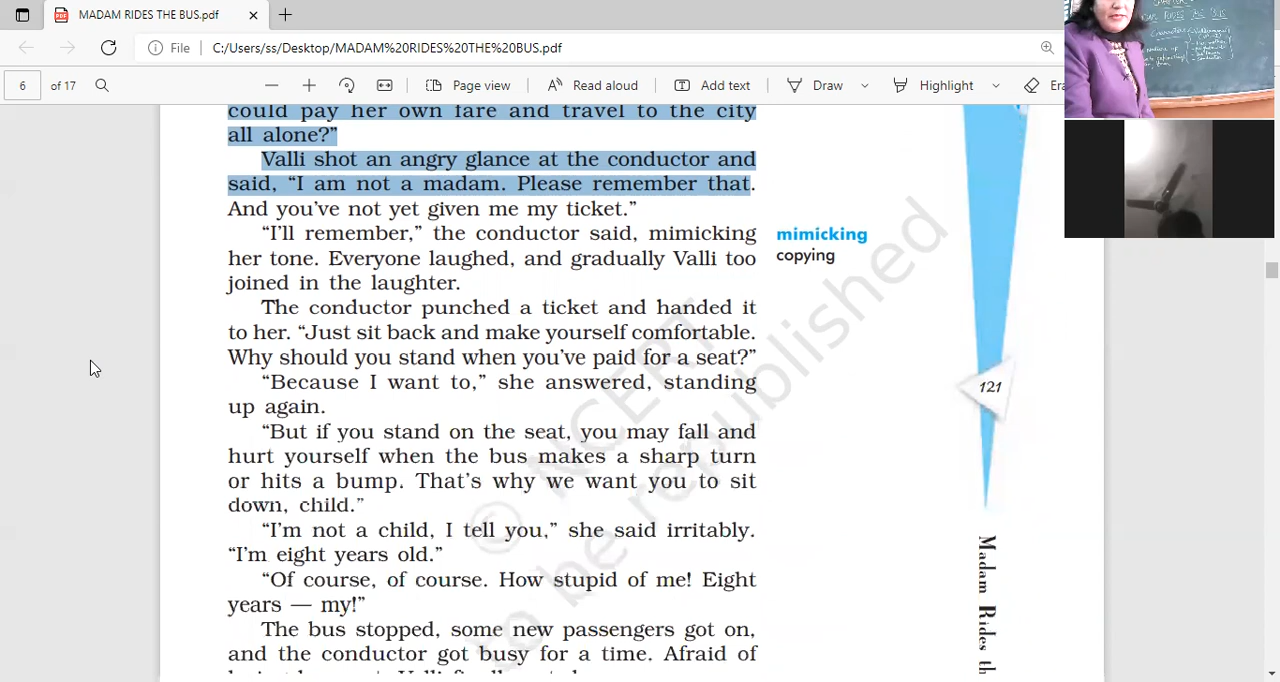 MADAM RIDES THE BUS.pdf
File C:/Users/ss/Desktop/MADAM%20RIDES%20THE%20BUS.pdf
6 of 17 Page view Read aloud Add text Draw Highlight
could pay her own fare and travel to the city
all alone?”
Valli shot an angry glance at the conductor and
said, “I am not a madam. Please remember that.
And you’ve not yet given me my ticket.”
“I’ll remember,” the conductor said, mimicking
her tone. Everyone laughed, and gradually Valli too
joined in the laughter.
The conductor punched a ticket and handed it
to her. “Just sit back and make yourself comfortable.
Why should you stand when you’ve paid for a seat?”
“Because I want to,” she answered, standing
up again.
“But if you stand on the seat, you may fall and
hurt yourself when the bus makes a sharp turn
or hits a bump. That’s why we want you to sit
down, child.”
“I’m not a child, I tell you,” she said irritably.
“I’m eight years old.”
“Of course, of course. How stupid of me! Eight
years — my!”
The bus stopped, some new passengers got on,
and the conductor got busy for a time. Afraid of
mimicking
copying
121
Madam Rides th
© NCERT
to be republished